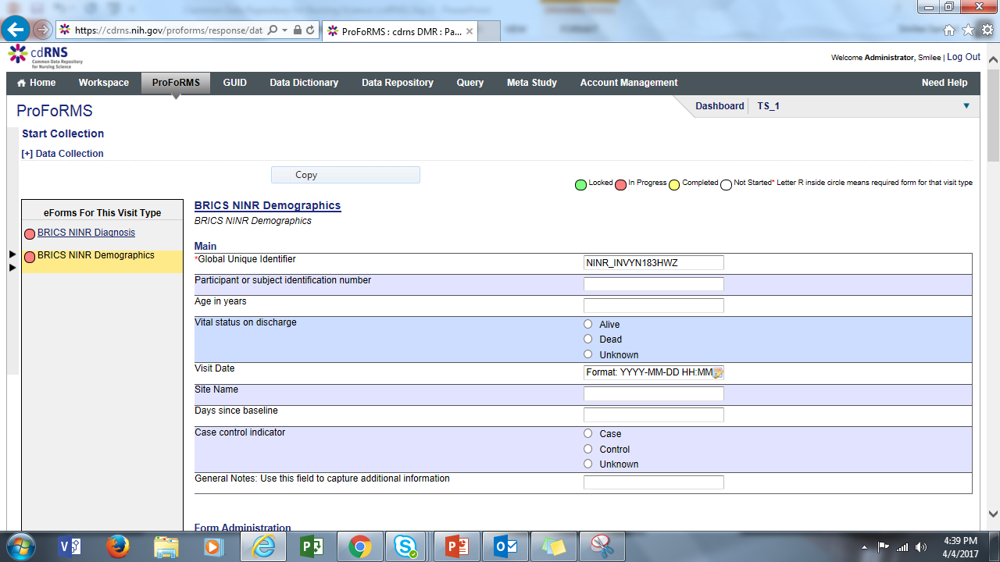 https://cdrns.nih.gov/proforms/response/dat
ProFoRMS : cdrns DMR : Pa...
cdRNS
Common Data Repository
for Nursing Science
Welcome Administrator, Smilee | Log Out
Home Workspace ProFoRMS GUID Data Dictionary Data Repository Query Meta Study Account Management Need Help
ProFoRMS
Dashboard TS_1
Start Collection
[+] Data Collection
Copy
Locked In Progress Completed Not Started* Letter R inside circle means required form for that visit type
eForms For This Visit Type
BRICS NINR Diagnosis
BRICS NINR Demographics
BRICS NINR Demographics
BRICS NINR Demographics
Main
*Global Unique Identifier NINR_INVYN183HWZ
Participant or subject identification number
Age in years
Vital status on discharge Alive
Dead
Unknown
Visit Date Format: YYYY-MM-DD HH:MM
Site Name
Days since baseline
Case control indicator Case
Control
Unknown
General Notes: Use this field to capture additional information
Form Administration
4:39 PM
4/4/2017